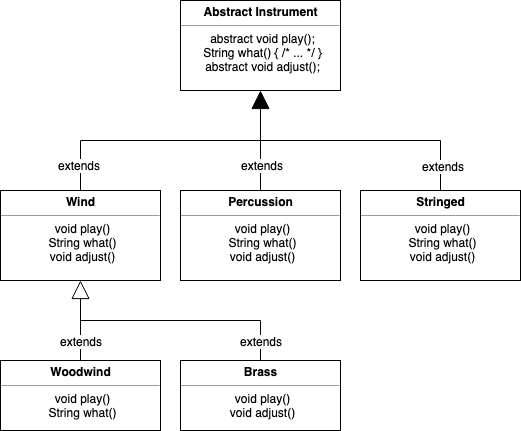 Abstract Instrument
abstract void play();
String what() { /* ... */ }
abstract void adjust();
extends
extends
extends
Wind
void play()
String what()
void adjust()
Percussion
void play()
String what()
void adjust()
Stringed
void play()
String what()
void adjust()
extends
extends
Woodwind
void play()
String what()
Brass
void play()
void adjust()